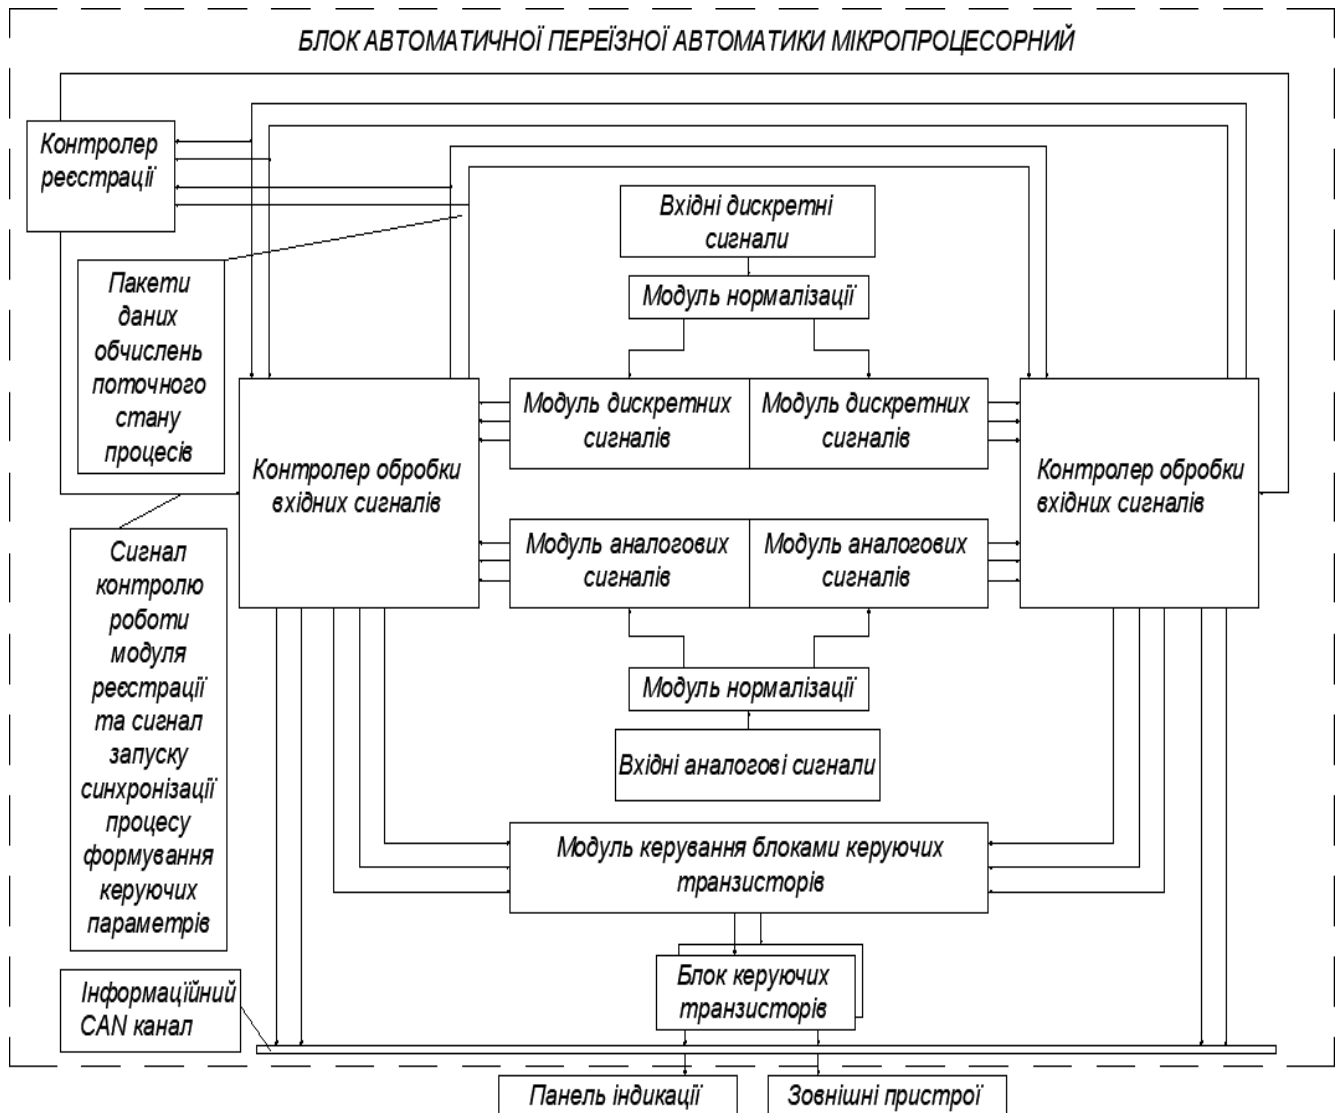 БЛОК АВТОМАТИЧНОЇ ПЕРЕЇЗНОЇ АВТОМАТИКИ МІКРОПРОЦЕСОРНИЙ
Контролер
реєстрації
Вхідні дискретні
сигнали
Пакети
даних
обчислень
поточного
стану
процесів
Модуль нормалізації
Контролер обробки
вхідних сигналів
Модуль дискретних
сигналів
Модуль дискретних
сигналів
Контролер обробки
вхідних сигналів
Модуль аналогових
сигналів
Модуль аналогових
сигналів
Сигнал
контролю
роботи
модуля
реєстрації
та сигнал
запуску
синхронізації
процесу
формування
керуючих
параметрів
Модуль нормалізації
Вхідні аналогові сигнали
Модуль керування блоками керуючих
транзисторів
Блок керуючих
транзисторів
Інформаційний
CAN канал
Панель індикації
Зовнішні пристрої